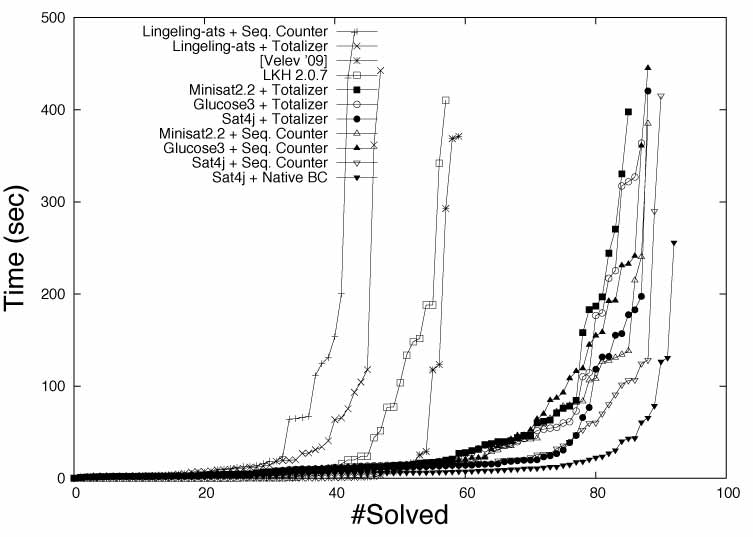 500
400
300
200
100
0
Time (sec)
Lingeling-ats + Seq. Counter
Lingeling-ats + Totalizer
[Velev '09]
LKH 2.0.7
Minisat2.2 + Totalizer
Glucose3 + Totalizer
Sat4j + Totalizer
Minisat2.2 + Seq. Counter
Glucose3 + Seq. Counter
Sat4j + Seq. Counter
Sat4j + Native BC
0 20 40 60 80 100
#Solved